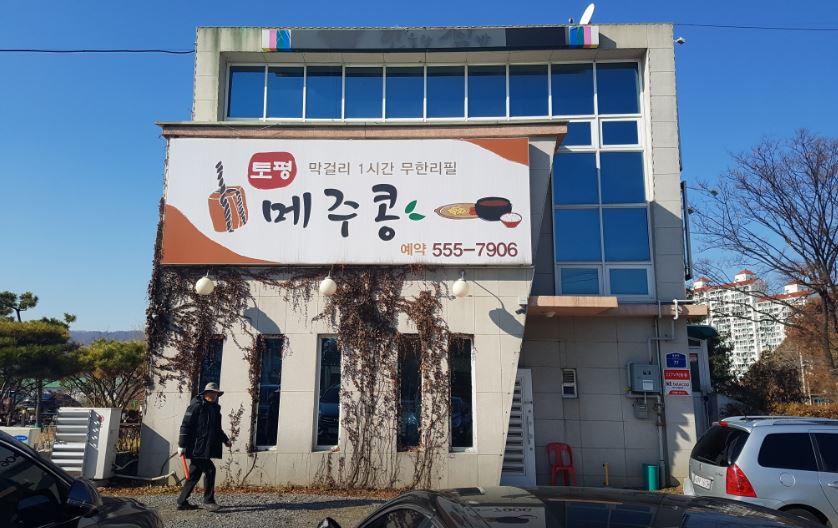 토평
막걸리 1시간 무한리필
메주콩
예약 555-7906